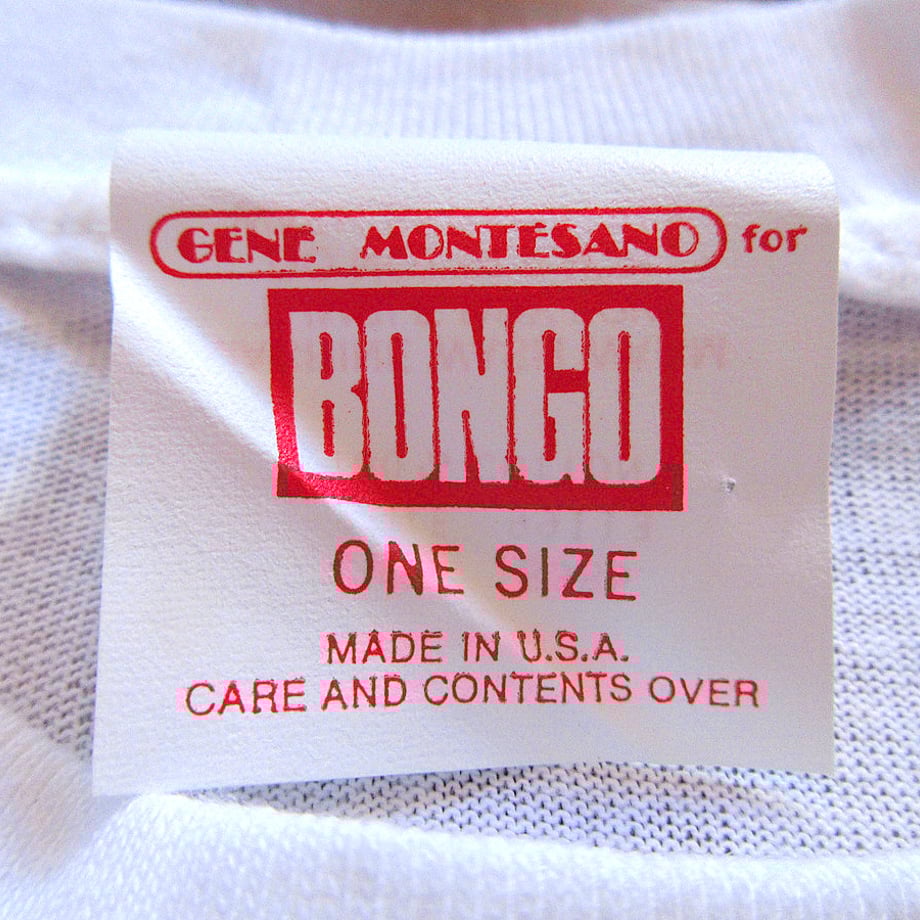 GENE MONTESANO for
BONGO
ONE SIZE
MADE IN U.S.A.
CARE AND CONTENTS OVER